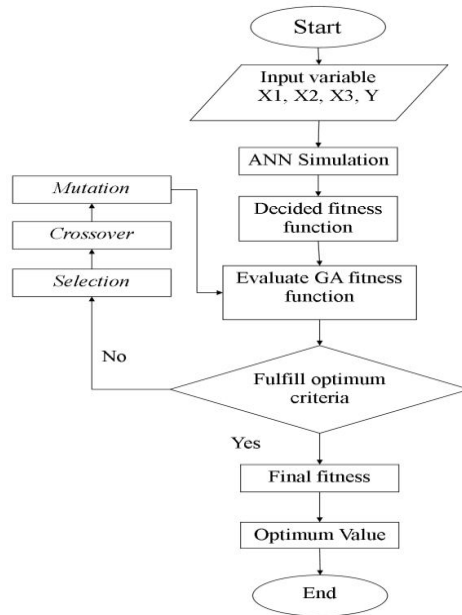 Start
Input variable
X1, X2, X3, Y
ANN Simulation
Decided fitness
function
Evaluate GA fitness
function
Mutation
Crossover
Selection
No
Fulfill optimum
criteria
Yes
Final fitness
Optimum Value
End